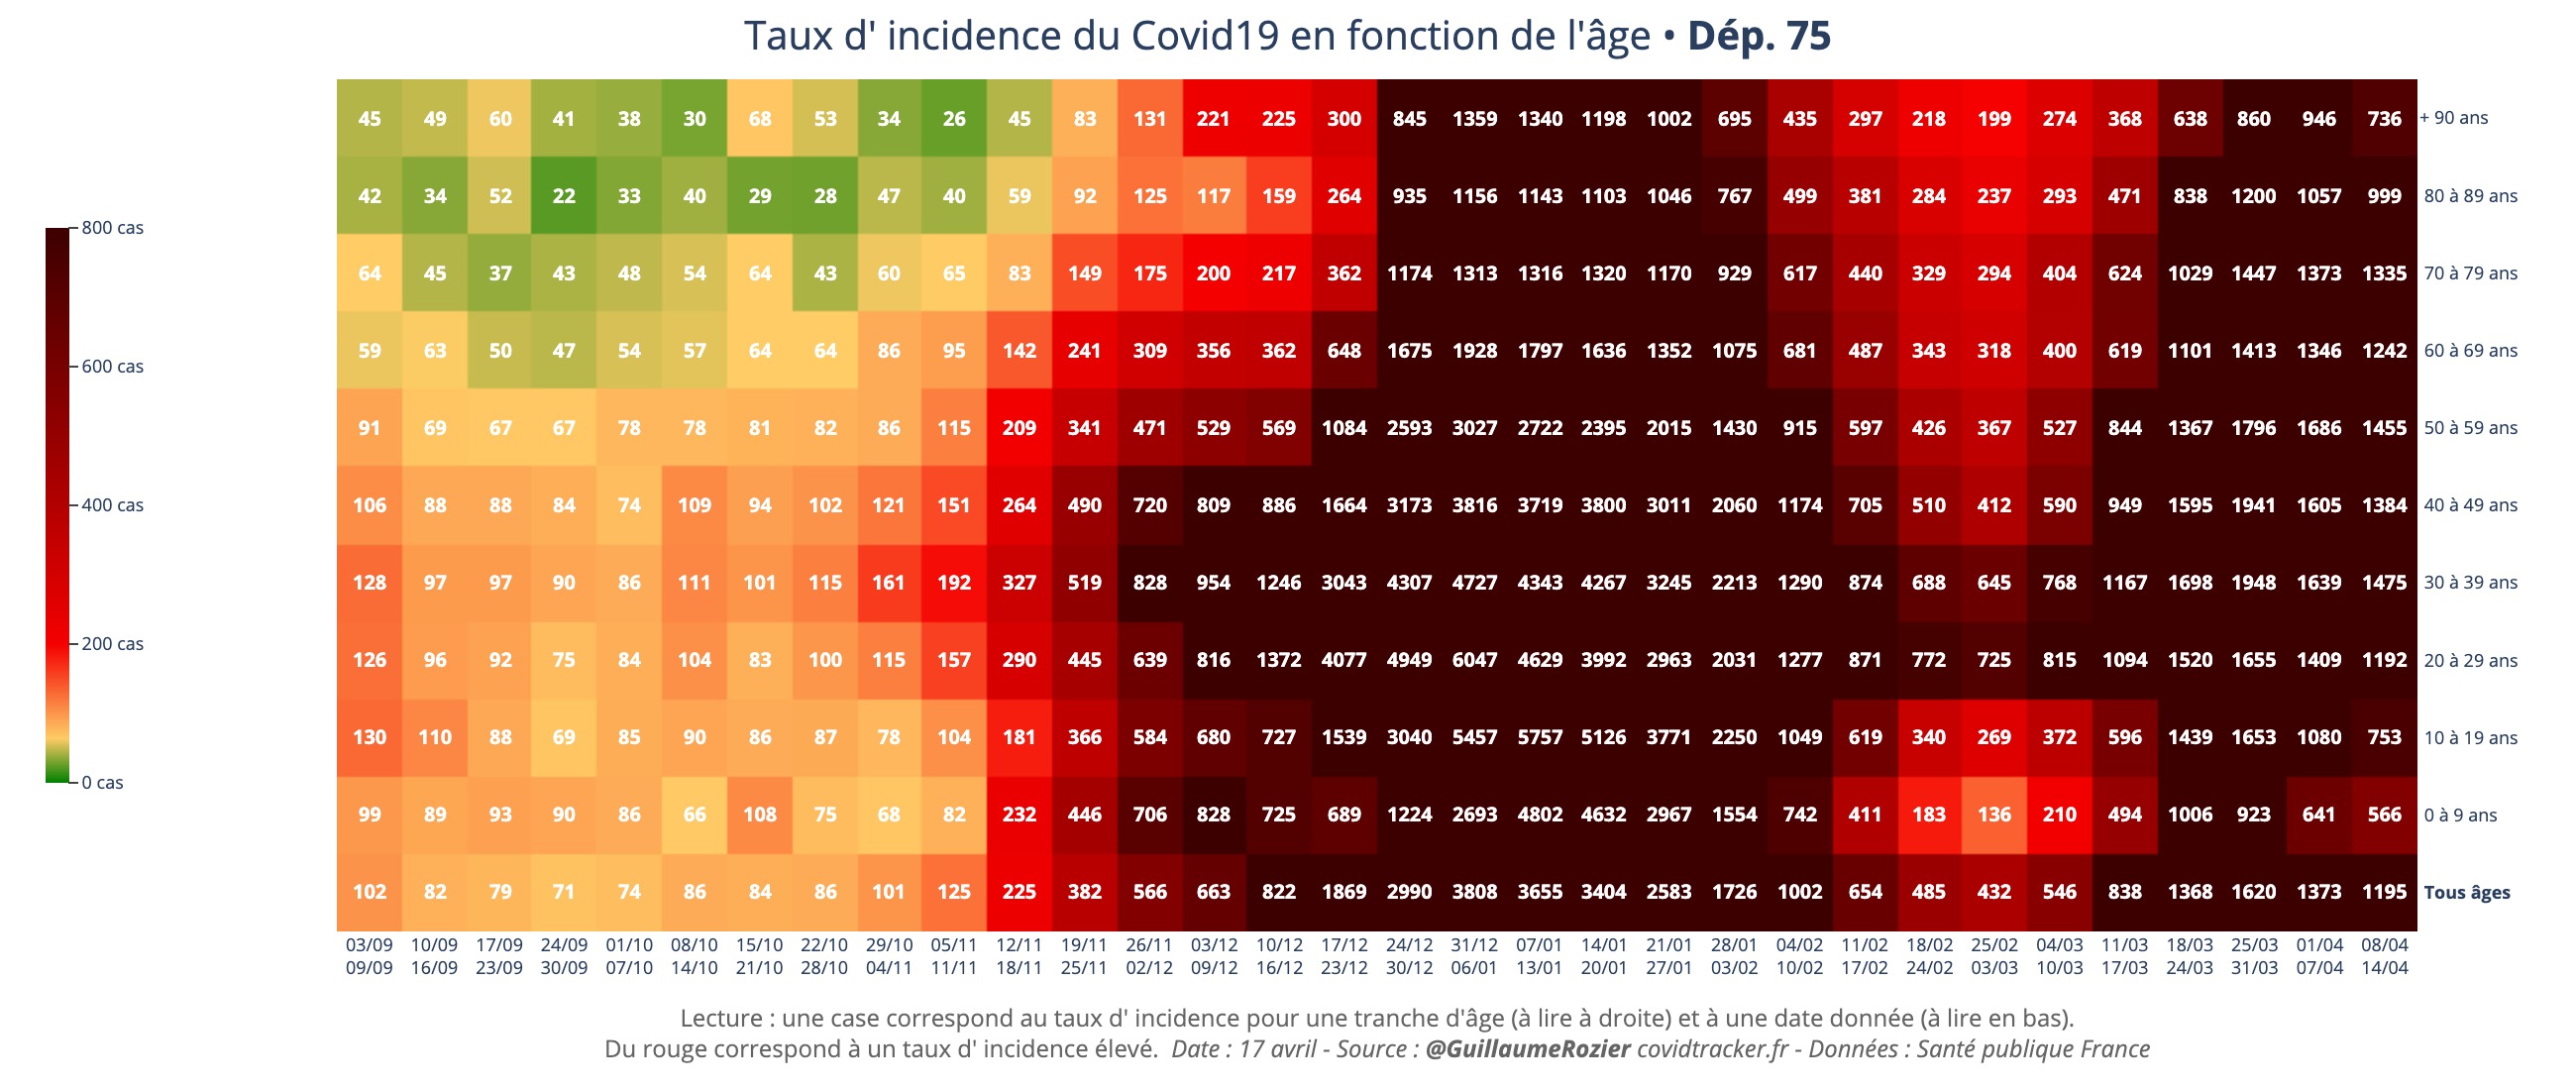 Taux d' incidence du Covid19 en fonction de l'âge • Dép. 75
45 49 60 41 38 30 68 53 34 26 45 83 131 221 225 300 845 1359 1340 1198 1002 695 435 297 218 199 274 368 638 860 946 736 + 90 ans
42 34 52 22 33 40 29 28 47 40 59 92 125 117 159 264 935 1156 1143 1103 1046 767 499 381 284 237 293 471 838 1200 1057 999 80 à 89 ans
800 cas
64 45 37 43 48 54 64 43 60 65 83 149 175 200 217 362 1174 1313 1316 1320 1170 929 617 440 329 294 404 624 1029 1447 1373 1335 70 à 79 ans
59 63 50 47 54 57 64 64 86 95 142 241 309 356 362 648 1675 1928 1797 1636 1352 1075 681 487 343 318 400 619 1101 1413 1346 1242 60 à 69 ans
600 cas
91 69 67 67 78 78 81 82 86 115 209 341 471 529 569 1084 2593 3027 2722 2395 2015 1430 915 597 426 367 527 844 1367 1796 1686 1455 50 à 59 ans
400 cas
106 88 88 84 74 109 94 102 121 151 264 490 720 809 886 1664 3173 3816 3719 3800 3011 2060 1174 705 510 412 590 949 1595 1941 1605 1384 40 à 49 ans
128 97 97 90 86 111 101 115 161 192 327 519 828 954 1246 3043 4307 4727 4343 4267 3245 2213 1290 874 688 645 768 1167 1698 1948 1639 1475 30 à 39 ans
200 cas
126 96 92 75 84 104 83 100 115 157 290 445 639 816 1372 4077 4949 6047 4629 3992 2963 2031 1277 871 772 725 815 1094 1520 1655 1409 1192 20 à 29 ans
130 110 88 69 85 90 86 87 78 104 181 366 584 680 727 1539 3040 5457 5757 5126 3771 2250 1049 619 340 269 372 596 1439 1653 1080 753 10 à 19 ans
0 cas
99 89 93 90 86 66 108 75 68 82 232 446 706 828 725 689 1224 2693 4802 4632 2967 1554 742 411 183 136 210 494 1006 923 641 566 0 à 9 ans
102 82 79 71 74 86 84 86 101 125 225 382 566 663 822 1869 2990 3808 3655 3404 2583 1726 1002 654 485 432 546 838 1368 1620 1373 1195 Tous âges
03/09 10/09 17/09 24/09 01/10 08/10 15/10 22/10 29/10 05/11 12/11 19/11 26/11 03/12 10/12 17/12 24/12 31/12 07/01 14/01 21/01 28/01 04/02 11/02 18/02 25/02 04/03 11/03 18/03 25/03 01/04 08/04
09/09 16/09 23/09 30/09 07/10 14/10 21/10 28/10 04/11 11/11 18/11 25/11 02/12 09/12 16/12 23/12 30/12 06/01 13/01 20/01 27/01 03/02 10/02 17/02 24/02 03/03 10/03 17/03 24/03 31/03 07/04 14/04
Lecture : une case correspond au taux d' incidence pour une tranche d'âge (à lire à droite) et à une date donnée (à lire en bas).
Du rouge correspond à un taux d' incidence élevé. Date : 17 avril - Source : @GuillaumeRozier covidtracker.fr - Données : Santé publique France